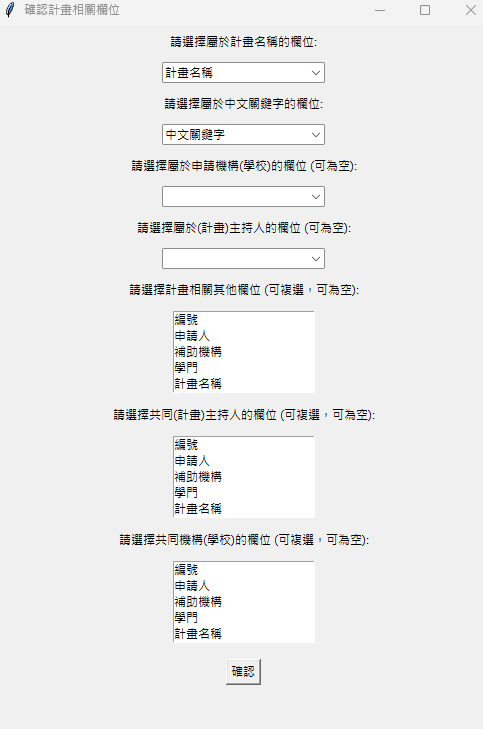 確認計畫相關欄位
請選擇屬於計畫名稱的欄位:
計畫名稱
請選擇屬於中文關鍵字的欄位:
中文關鍵字
請選擇屬於申請機構(學校)的欄位 (可為空):
請選擇屬於(計畫)主持人的欄位 (可為空):
請選擇計畫相關其他欄位 (可複選，可為空):
編號
申請人
補助機構
學門
計畫名稱
請選擇共同(計畫)主持人的欄位 (可複選，可為空):
編號
申請人
補助機構
學門
計畫名稱
請選擇共同機構(學校)的欄位 (可複選，可為空):
編號
申請人
補助機構
學門
計畫名稱
確認